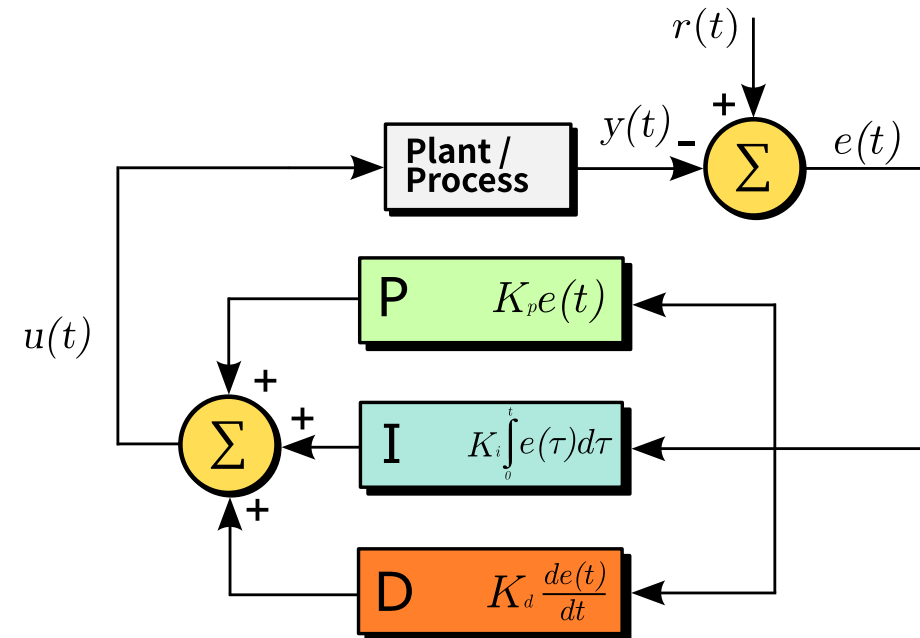 r(t)
+
Plant /
Process
y(t)
-
Σ
e(t)
P K_p e(t)
u(t)
+
+
Σ
I K_i ∫_0^t e(τ)dτ
+
D K_d de(t)/dt